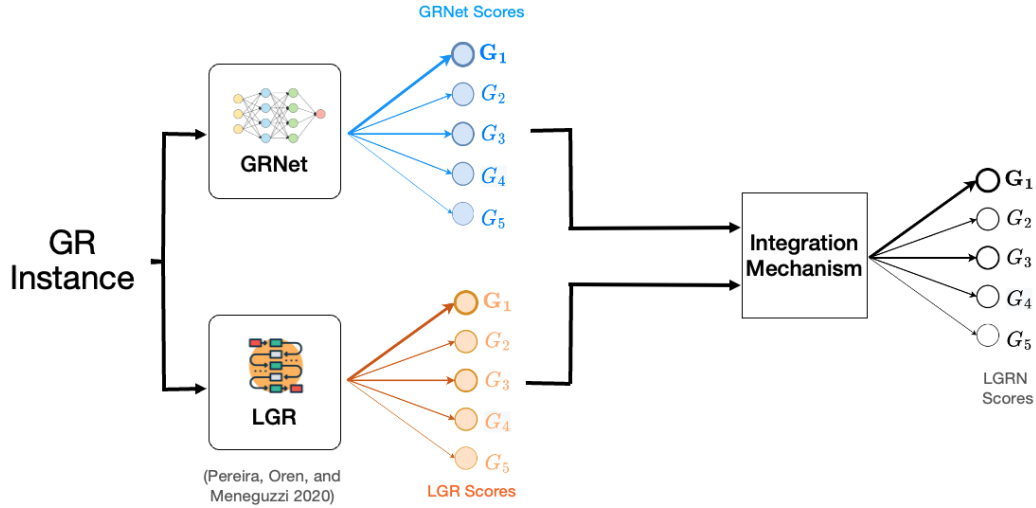 GR
Instance
GRNet
GRNet Scores
G₁
G₂
G₃
G₄
G₅
LGR
(Pereira, Oren, and
Meneguzzi 2020)
G₁
G₂
G₃
G₄
G₅
LGR Scores
Integration
Mechanism
G₁
G₂
G₃
G₄
G₅
LGRN
Scores